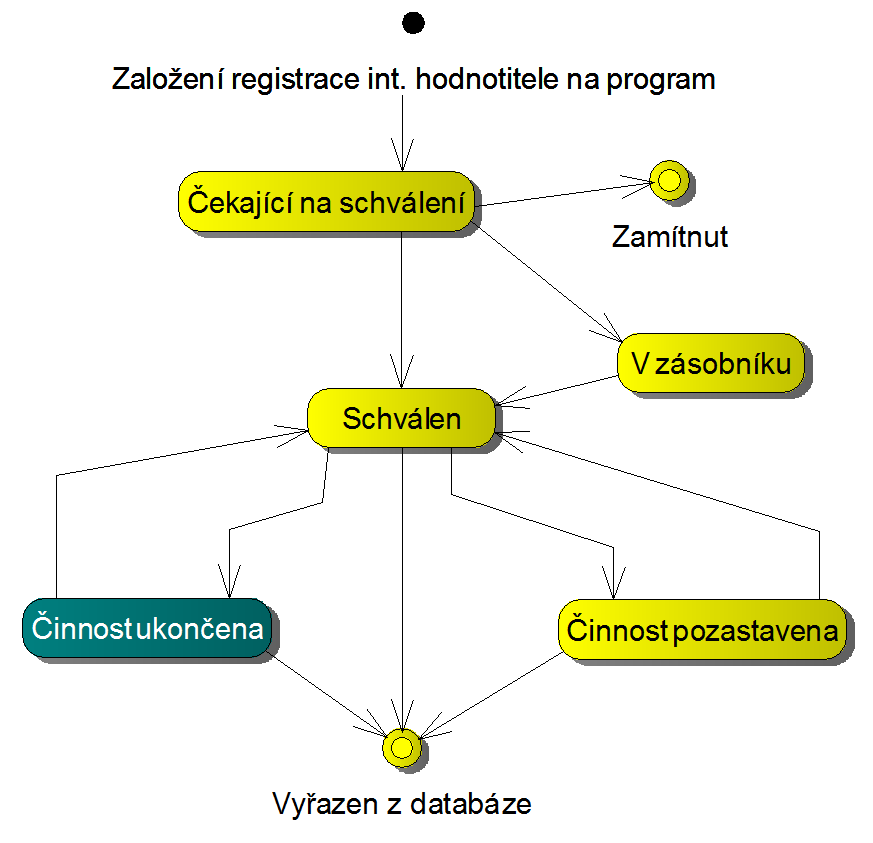 Založení registrace int. hodnotitele na program
Čekající na schválení
Zamítnut
V zásobníku
Schválen
Činnost ukončena
Činnost pozastavena
Vyřazen z databáze